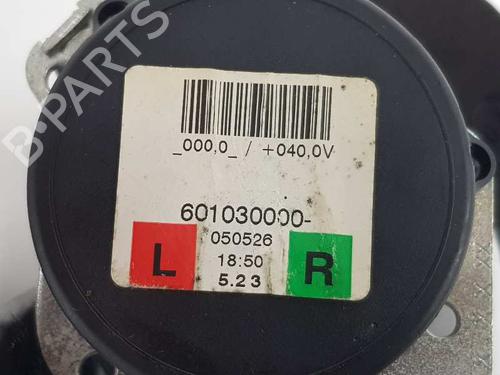 _000,0_ / +040,0V
601030000-
050526
L
18:50
R
5.23
B-PARTS